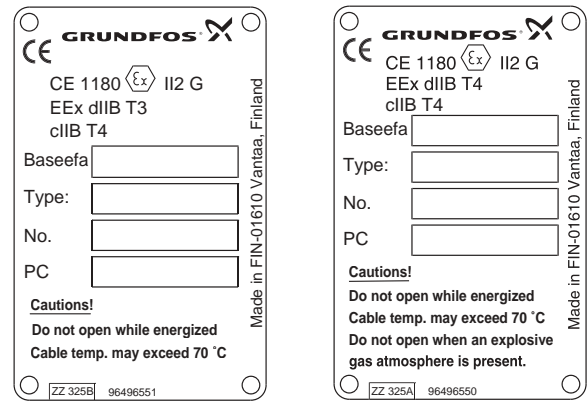 GRUNDFOS
CE
CE 1180 Ex II2 G
EEx dIIB T3
cIIB T4
Baseefa
Type:
No.
PC
Cautions!
Do not open while energized
Cable temp. may exceed 70 ˚C
ZZ 325B 96496551
Made in FIN-01610 Vantaa, Finland
GRUNDFOS
CE
CE 1180 Ex II2 G
EEx dIIB T4
cIIB T4
Baseefa
Type:
No.
PC
Cautions!
Do not open while energized
Cable temp. may exceed 70 ˚C
Do not open when an explosive
gas atmosphere is present.
ZZ 325A 96496550
Made in FIN-01610 Vantaa, Finland